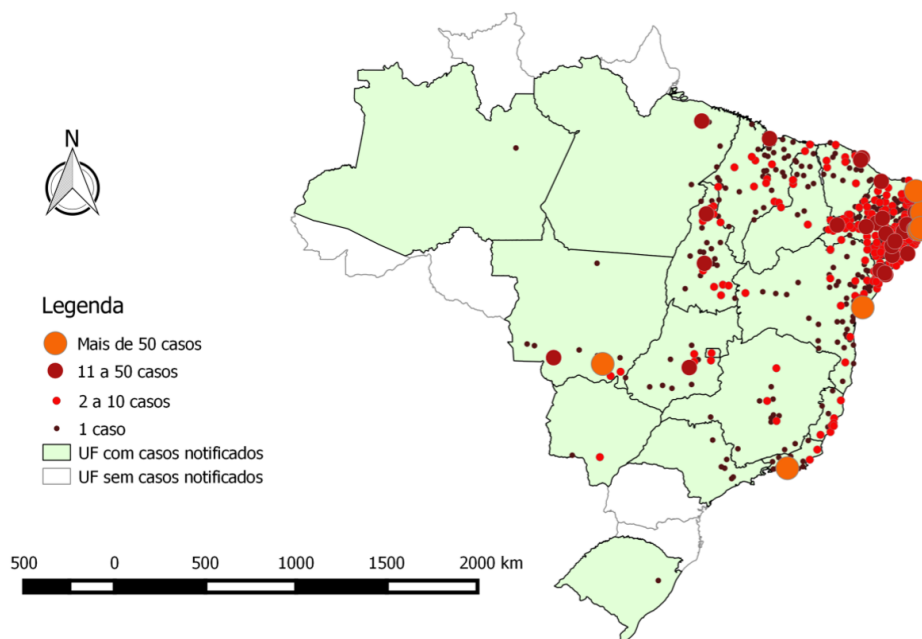 N
Legenda
Mais de 50 casos
11 a 50 casos
2 a 10 casos
1 caso
UF com casos notificados
UF sem casos notificados
500 0 500 1000 1500 2000 km